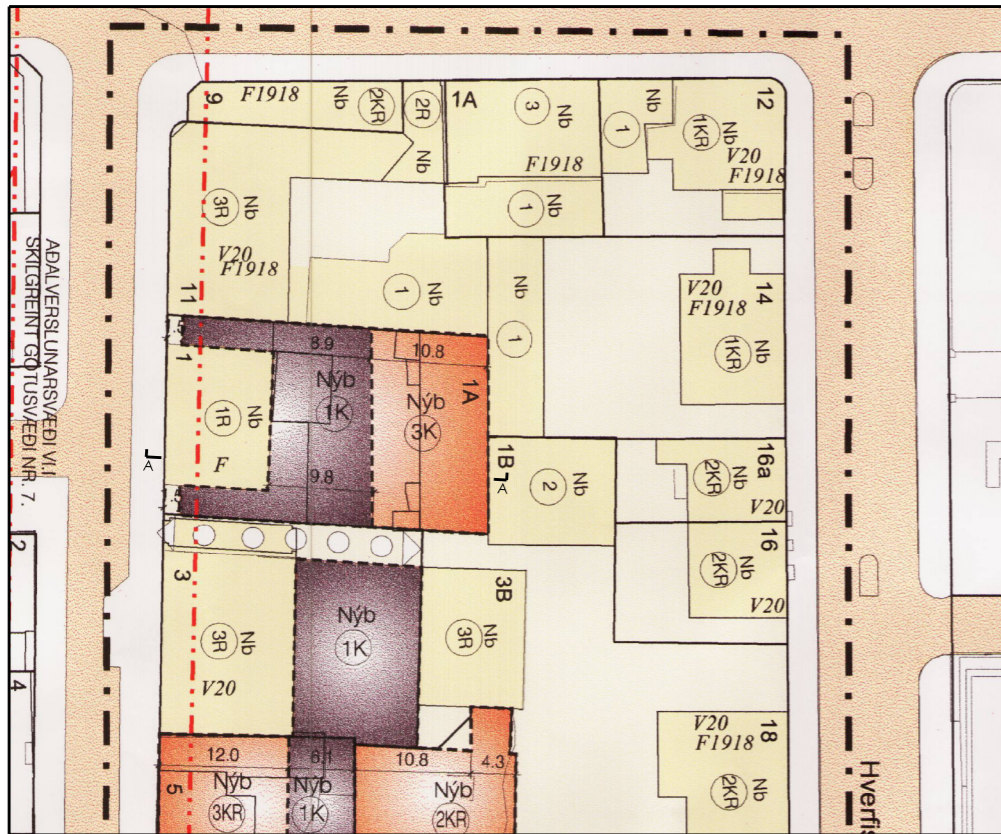 9
F1918
Nb
2KR
2R
Nb
1A
3
Nb
F1918
1
Nb
1
Nb
12
1KR
Nb
V20
F1918
3R
Nb
V20
F1918
11
1
Nb
1
Nb
14
V20
F1918
1KR
Nb
AÐALVERSLUNARSVÆÐI VI.I
SKILGREINT GÖTUSVÆÐI NR. 7.
1.5
8.9
10.8
1
1R
Nb
F
Nýb
1K
9.8
1.5
1A
Nýb
3K
A
1B
A
2
Nb
16a
2KR
Nb
V20
16
2KR
Nb
V20
3
3R
Nb
V20
Nýb
1K
3B
3R
Nb
18
V20
F1918
2KR
Nb
2
4
12.0
8.1
10.8
4.3
5
Nýb
3KR
Nýb
1K
Nýb
2KR
Hverfis